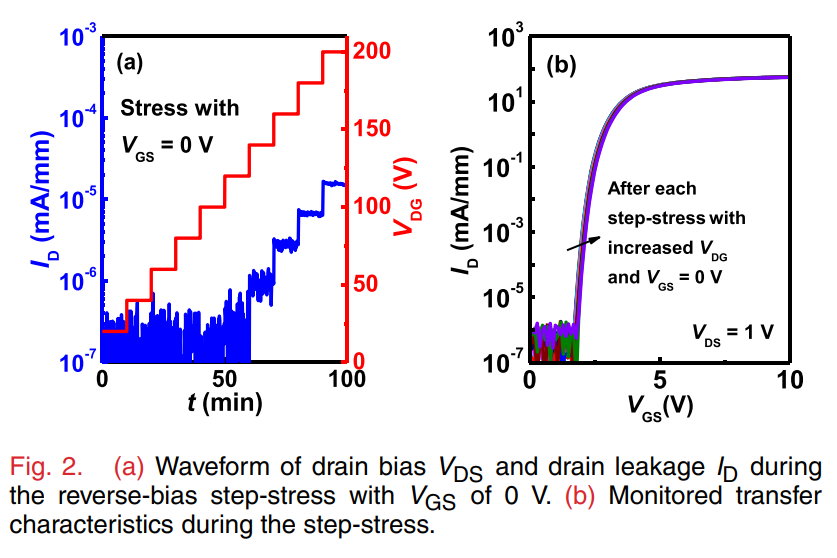 (a)
Stress with
V_GS = 0 V
I_D (mA/mm)
10^-3
10^-4
10^-5
10^-6
10^-7
0
50
100
t (min)
200
150
100
50
0
V_DG (V)
(b)
I_D (mA/mm)
10^3
10^1
10^-1
10^-3
10^-5
10^-7
After each
step-stress with
increased V_DG
and V_GS = 0 V
V_DS = 1 V
0
5
10
V_GS(V)
Fig. 2. (a) Waveform of drain bias V_DS and drain leakage I_D during
the reverse-bias step-stress with V_GS of 0 V. (b) Monitored transfer
characteristics during the step-stress.